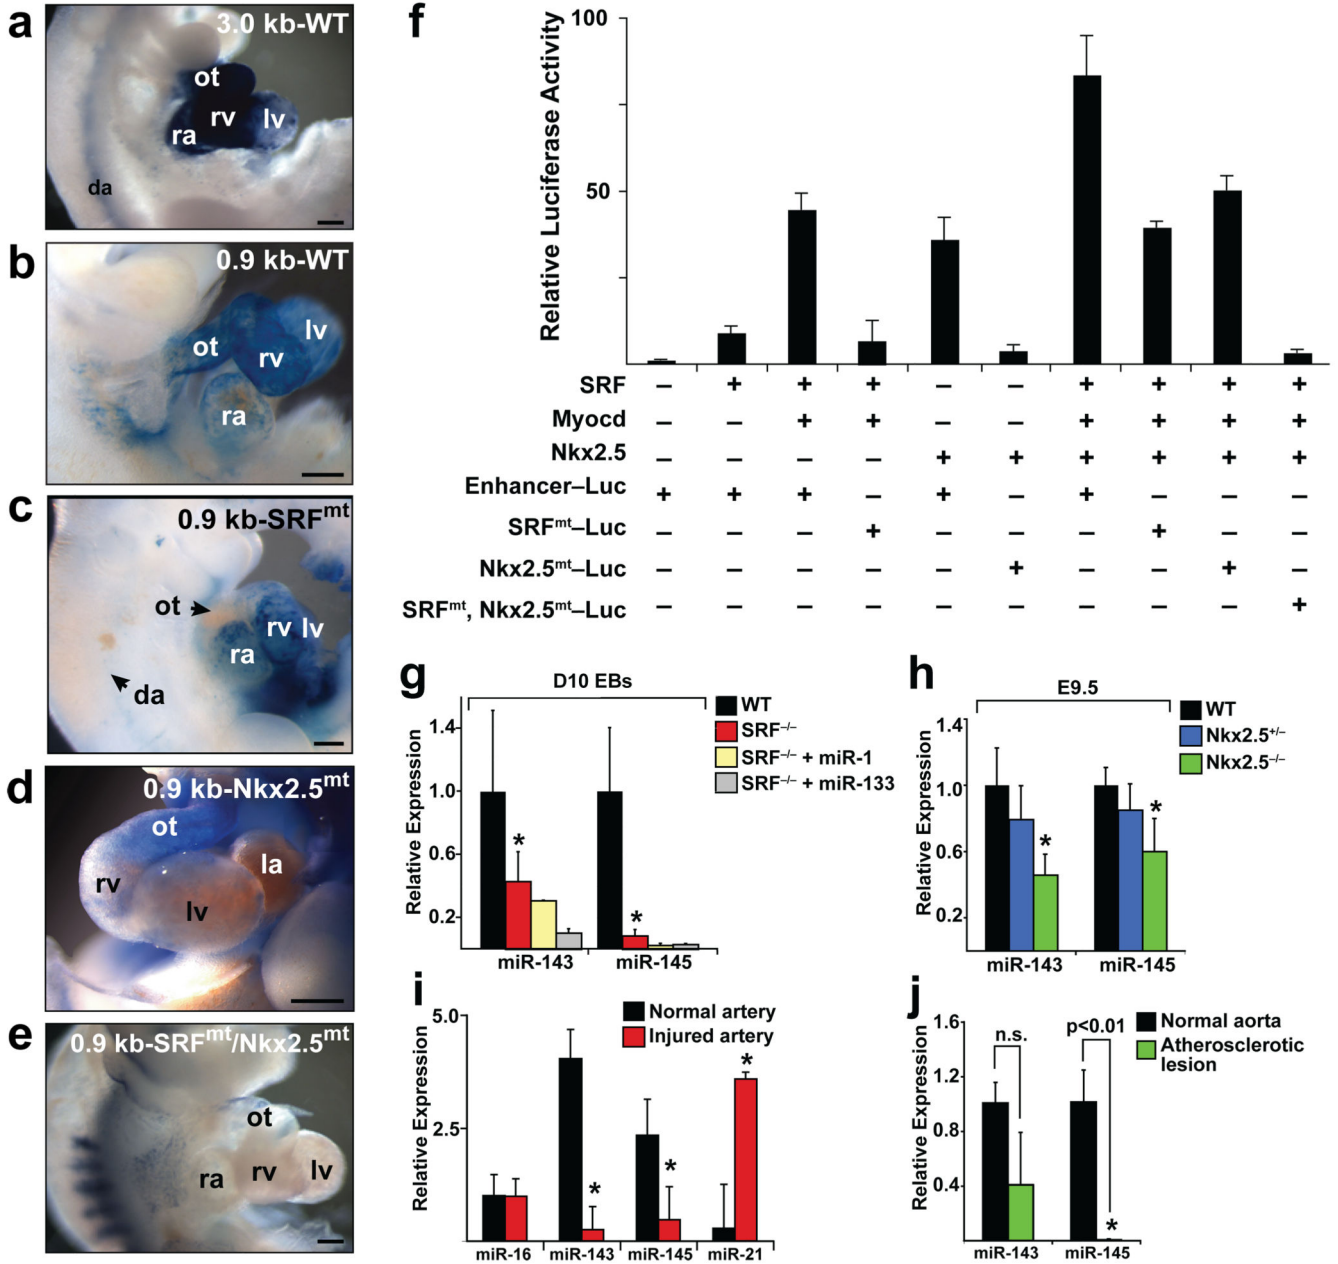 a
3.0 kb-WT
ot
rv
lv
ra
da
b
0.9 kb-WT
lv
ot
rv
ra
c
0.9 kb-SRFmt
ot
rv
lv
ra
da
d
0.9 kb-Nkx2.5mt
ot
la
rv
lv
e
0.9 kb-SRFmt/Nkx2.5mt
ot
ra
rv
lv
f
Relative Luciferase Activity
100
50
SRF – + + + – – + + + +
Myocd – – + + – – + + + +
Nkx2.5 – – – – + + + + + +
Enhancer–Luc + + + – + – + – – –
SRFmt–Luc – – – + – – – + – –
Nkx2.5mt–Luc – – – – – + – – + –
SRFmt, Nkx2.5mt–Luc – – – – – – – – – +
g
D10 EBs
Relative Expression
1.4
1.0
0.6
0.2
* *
miR-143 miR-145
WT
SRF–/–
SRF–/– + miR-1
SRF–/– + miR-133
h
E9.5
Relative Expression
1.4
1.0
0.6
0.2
* *
miR-143 miR-145
WT
Nkx2.5+/–
Nkx2.5–/–
i
Relative Expression
5.0
2.5
Normal artery
Injured artery
* * *
miR-16 miR-143 miR-145 miR-21
j
Relative Expression
1.6
1.2
0.8
0.4
n.s.
p<0.01
*
miR-143 miR-145
Normal aorta
Atherosclerotic
lesion